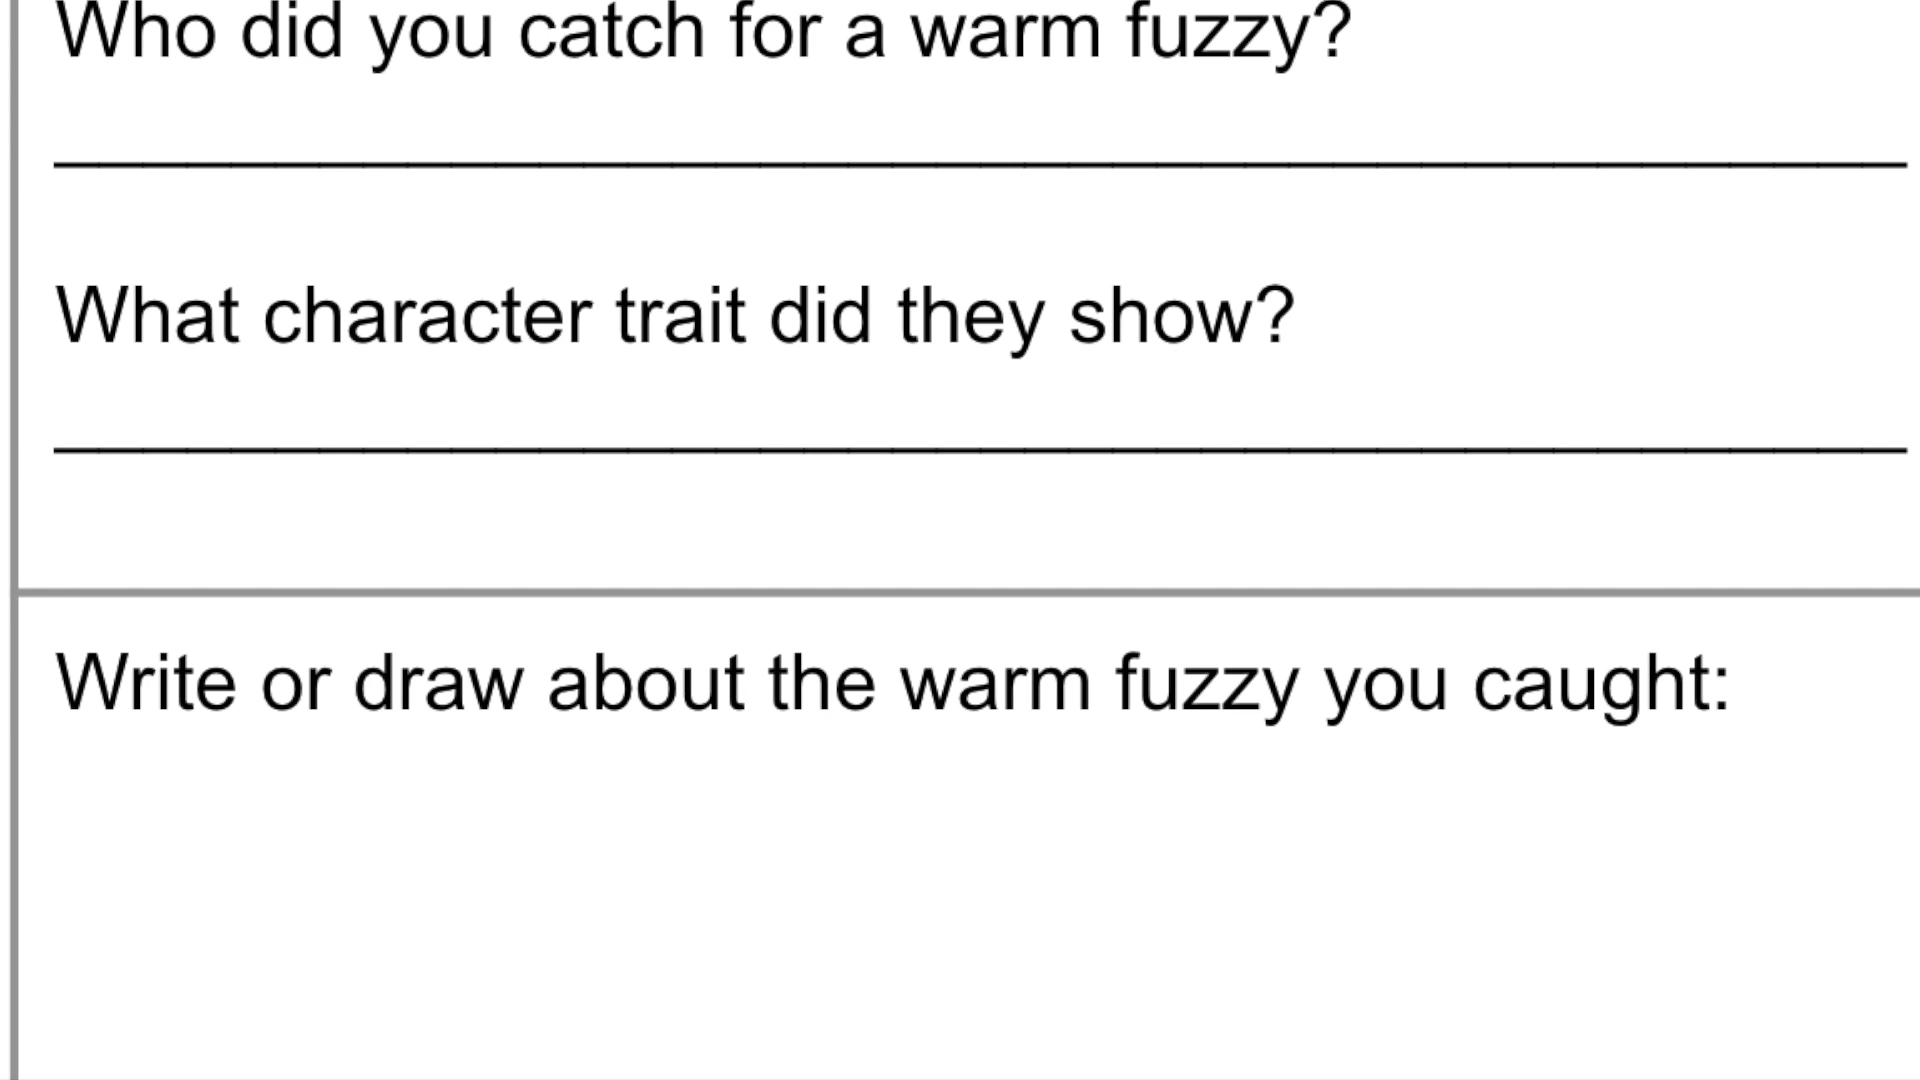 Who did you catch for a warm fuzzy?
What character trait did they show?
Write or draw about the warm fuzzy you caught: